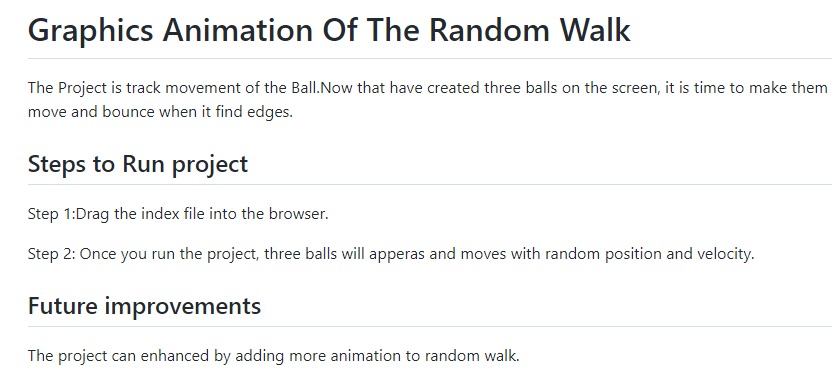 Graphics Animation Of The Random Walk
The Project is track movement of the Ball.Now that have created three balls on the screen, it is time to make them
move and bounce when it find edges.
Steps to Run project
Step 1:Drag the index file into the browser.
Step 2: Once you run the project, three balls will apperas and moves with random position and velocity.
Future improvements
The project can enhanced by adding more animation to random walk.